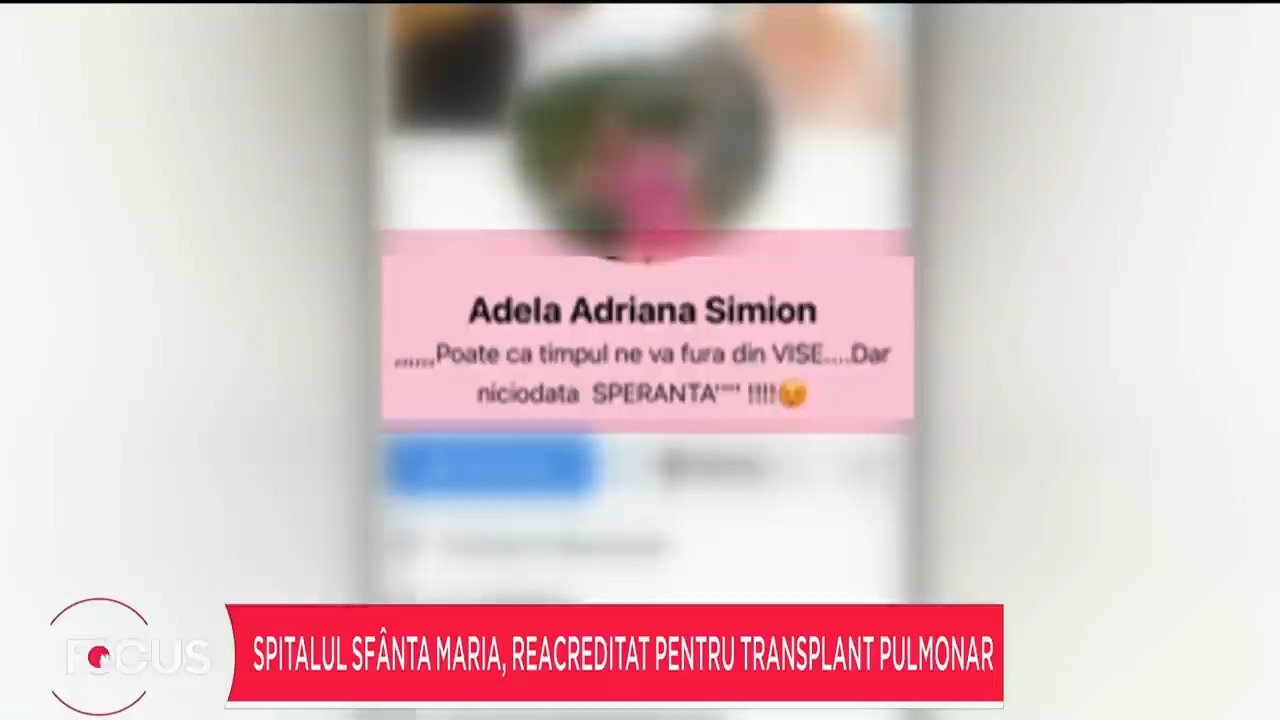 Adela Adriana Simion
,,,,,,Poate ca timpul ne va fura din VISE....Dar
niciodata SPERANTA"" !!!!😉
FOCUS
SPITALUL SFÂNTA MARIA, REACREDITAT PENTRU TRANSPLANT PULMONAR